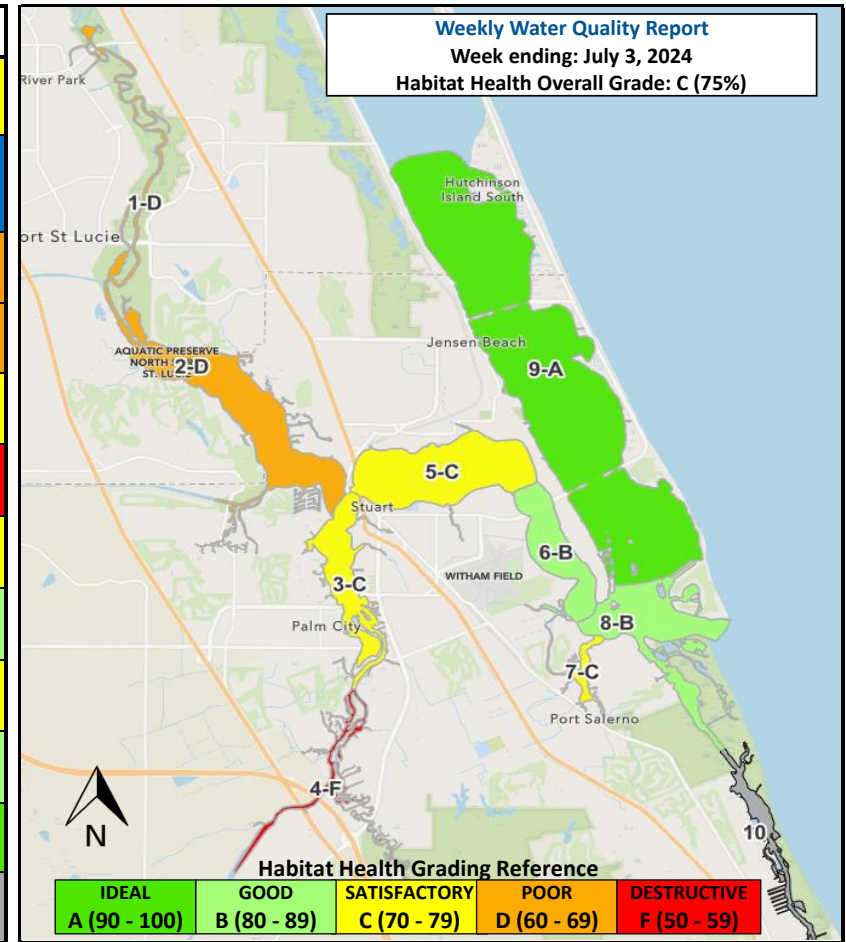 Weekly Water Quality Report
Week ending: July 3, 2024
Habitat Health Overall Grade: C (75%)
River Park
Hutchinson
Island South
1-D
ort St Lucie
Jensen Beach
AQUATIC PRESERVE
NORTH
ST. LUCIE
2-D
9-A
5-C
Stuart
6-B
WITHAM FIELD
3-C
Palm City
8-B
7-C
Port Salerno
4-F
10
N
Habitat Health Grading Reference
IDEAL GOOD SATISFACTORY POOR DESTRUCTIVE
A (90 - 100) B (80 - 89) C (70 - 79) D (60 - 69) F (50 - 59)